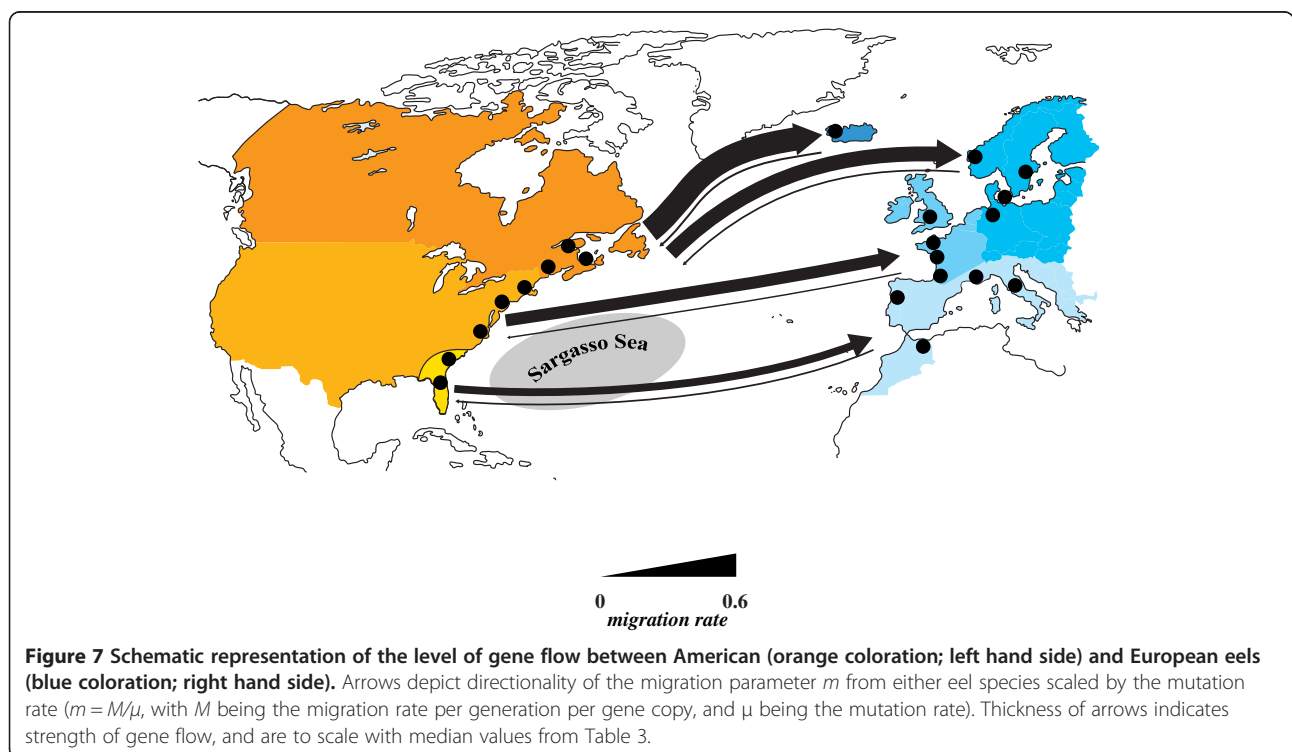 Sargasso Sea
0 0.6
migration rate
Figure 7 Schematic representation of the level of gene flow between American (orange coloration; left hand side) and European eels
(blue coloration; right hand side). Arrows depict directionality of the migration parameter m from either eel species scaled by the mutation
rate (m = M/µ, with M being the migration rate per generation per gene copy, and µ being the mutation rate). Thickness of arrows indicates
strength of gene flow, and are to scale with median values from Table 3.